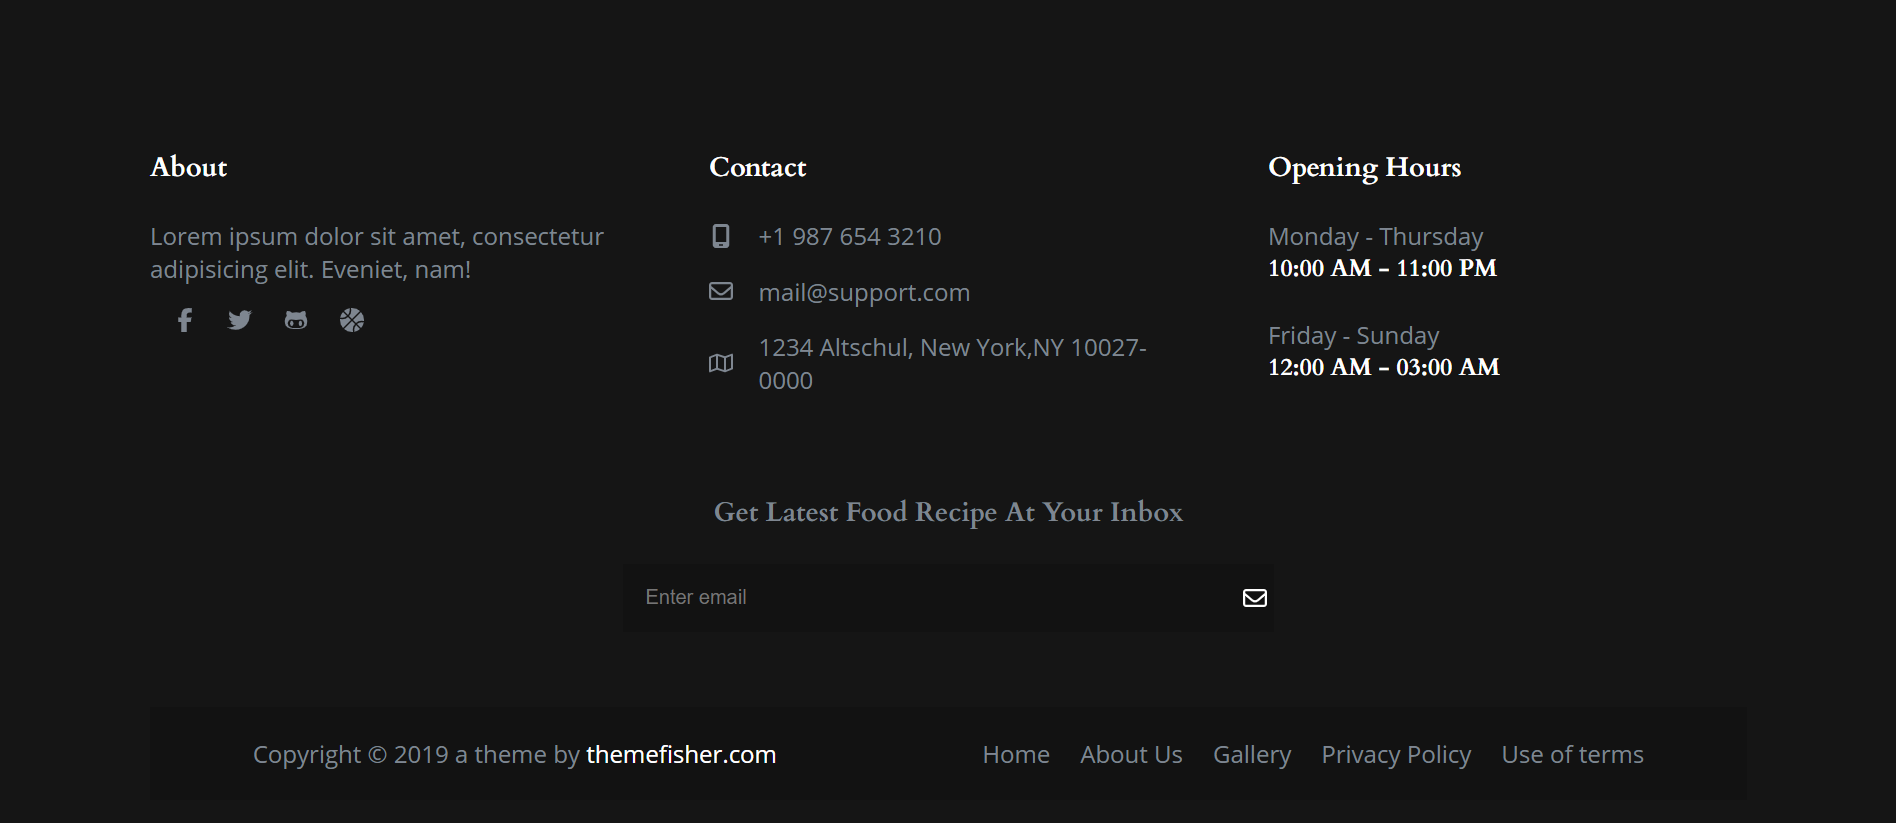 About
Lorem ipsum dolor sit amet, consectetur
adipisicing elit. Eveniet, nam!
Contact
+1 987 654 3210
mail@support.com
1234 Altschul, New York,NY 10027-
0000
Opening Hours
Monday - Thursday
10:00 AM - 11:00 PM
Friday - Sunday
12:00 AM - 03:00 AM
Get Latest Food Recipe At Your Inbox
Enter email
Copyright © 2019 a theme by themefisher.com
Home About Us Gallery Privacy Policy Use of terms